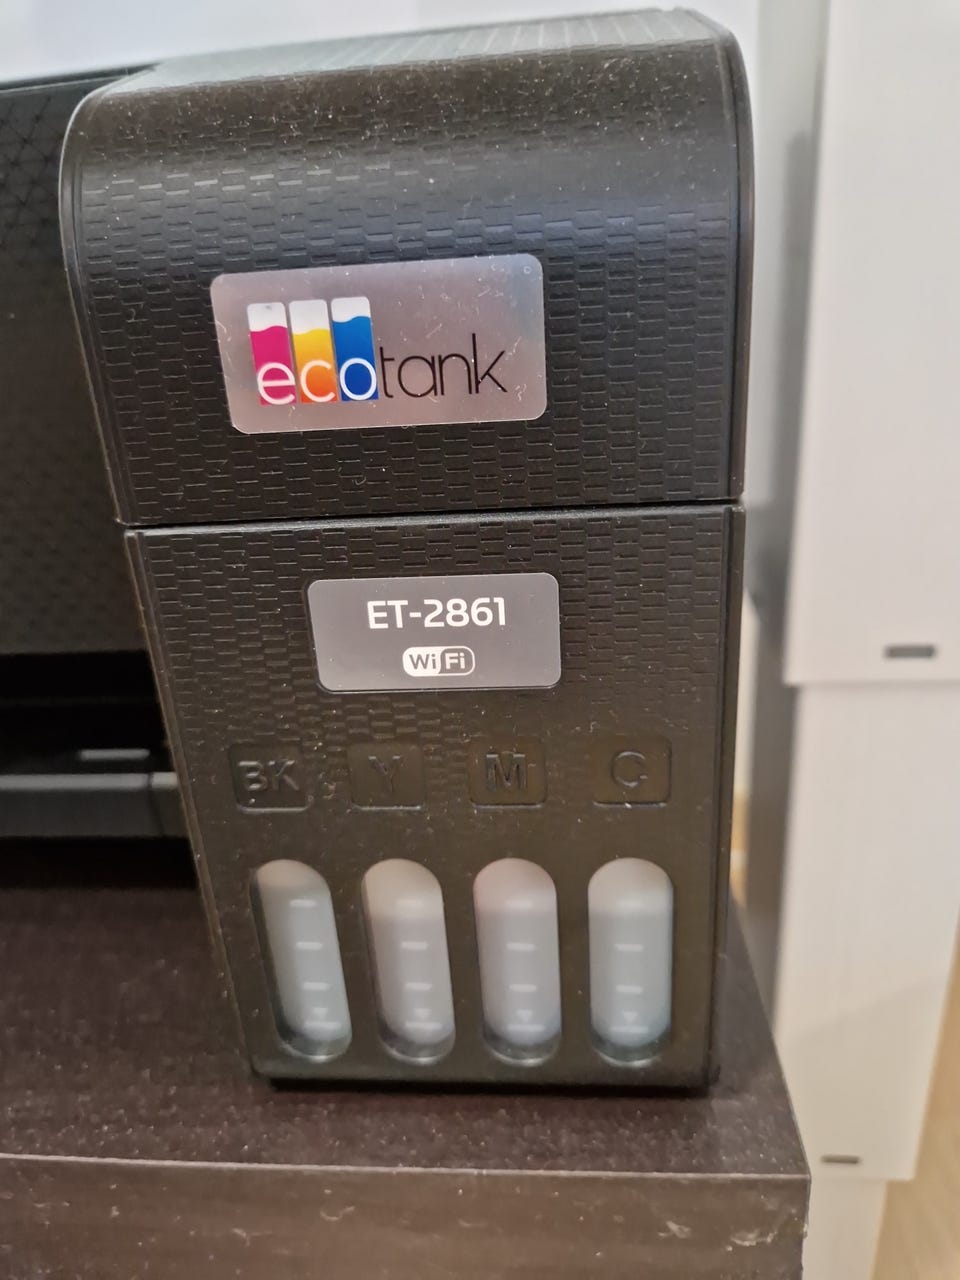 ecotank
ET-2861
WiFi
BK Y M C